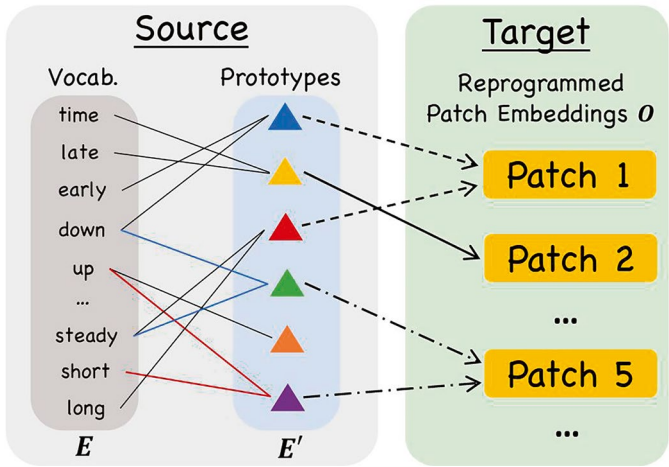 Source
Vocab.
Prototypes
time
late
early
down
up
...
steady
short
long
E
E′
Target
Reprogrammed
Patch Embeddings O
Patch 1
Patch 2
...
Patch 5
...